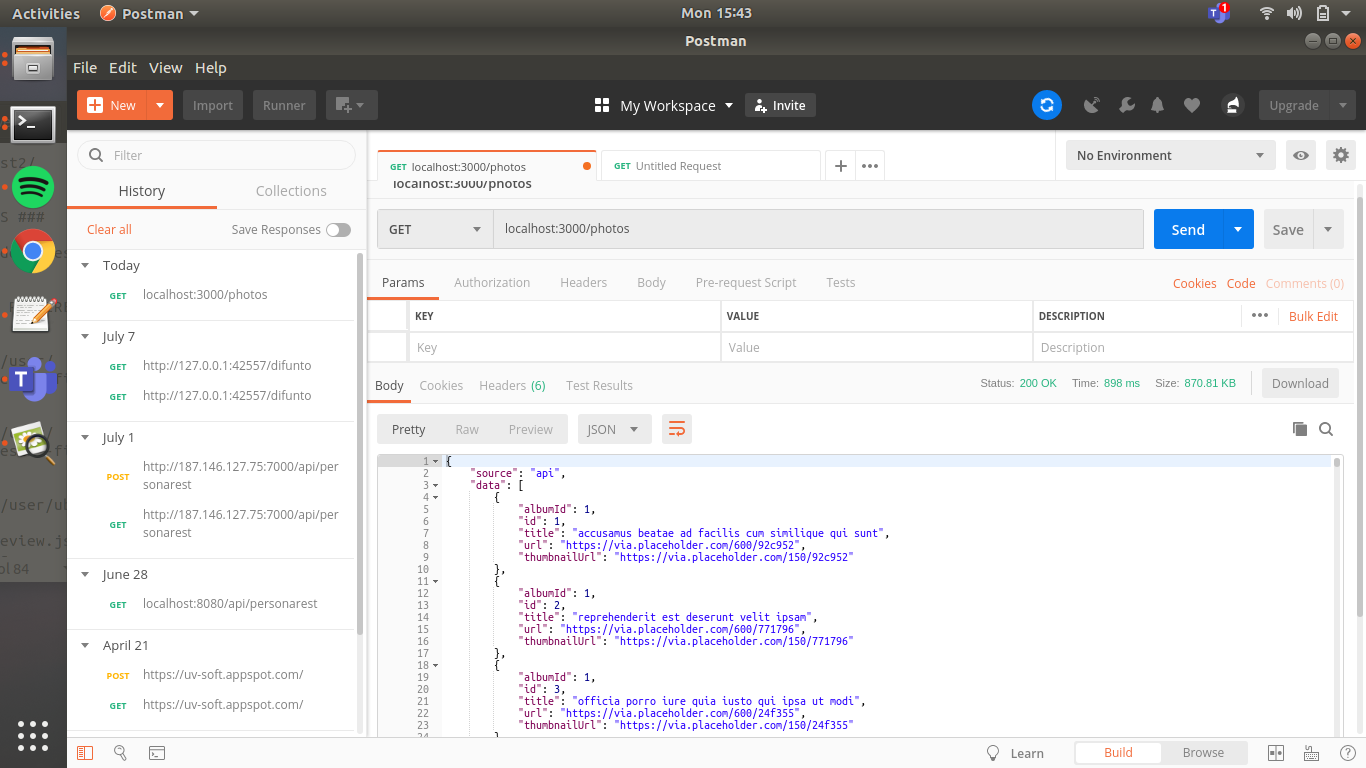 Activities Postman Mon 15:43 1
Postman
File Edit View Help
New Import Runner My Workspace Invite Upgrade
Filter
History Collections
Clear all Save Responses
Today
GET localhost:3000/photos
July 7
GET http://127.0.0.1:42557/difunto
GET http://127.0.0.1:42557/difunto
July 1
POST http://187.146.127.75:7000/api/per
sonarest
GET http://187.146.127.75:7000/api/per
sonarest
June 28
GET localhost:8080/api/personarest
April 21
POST https://uv-soft.appspot.com/
GET https://uv-soft.appspot.com/
GET localhost:3000/photos GET Untitled Request No Environment
localhost:3000/photos
GET localhost:3000/photos Send Save
Params Authorization Headers Body Pre-request Script Tests Cookies Code Comments (0)
KEY VALUE DESCRIPTION Bulk Edit
Key Value Description
Body Cookies Headers (6) Test Results Status: 200 OK Time: 898 ms Size: 870.81 KB Download
Pretty Raw Preview JSON
1 {
2 "source": "api",
3 "data": [
4 {
5 "albumId": 1,
6 "id": 1,
7 "title": "accusamus beatae ad facilis cum similique qui sunt",
8 "url": "https://via.placeholder.com/600/92c952",
9 "thumbnailUrl": "https://via.placeholder.com/150/92c952"
10 },
11 {
12 "albumId": 1,
13 "id": 2,
14 "title": "reprehenderit est deserunt velit ipsam",
15 "url": "https://via.placeholder.com/600/771796",
16 "thumbnailUrl": "https://via.placeholder.com/150/771796"
17 },
18 {
19 "albumId": 1,
20 "id": 3,
21 "title": "officia porro iure quia iusto qui ipsa ut modi",
22 "url": "https://via.placeholder.com/600/24f355",
23 "thumbnailUrl": "https://via.placeholder.com/150/24f355"
24 }
Learn Build Browse